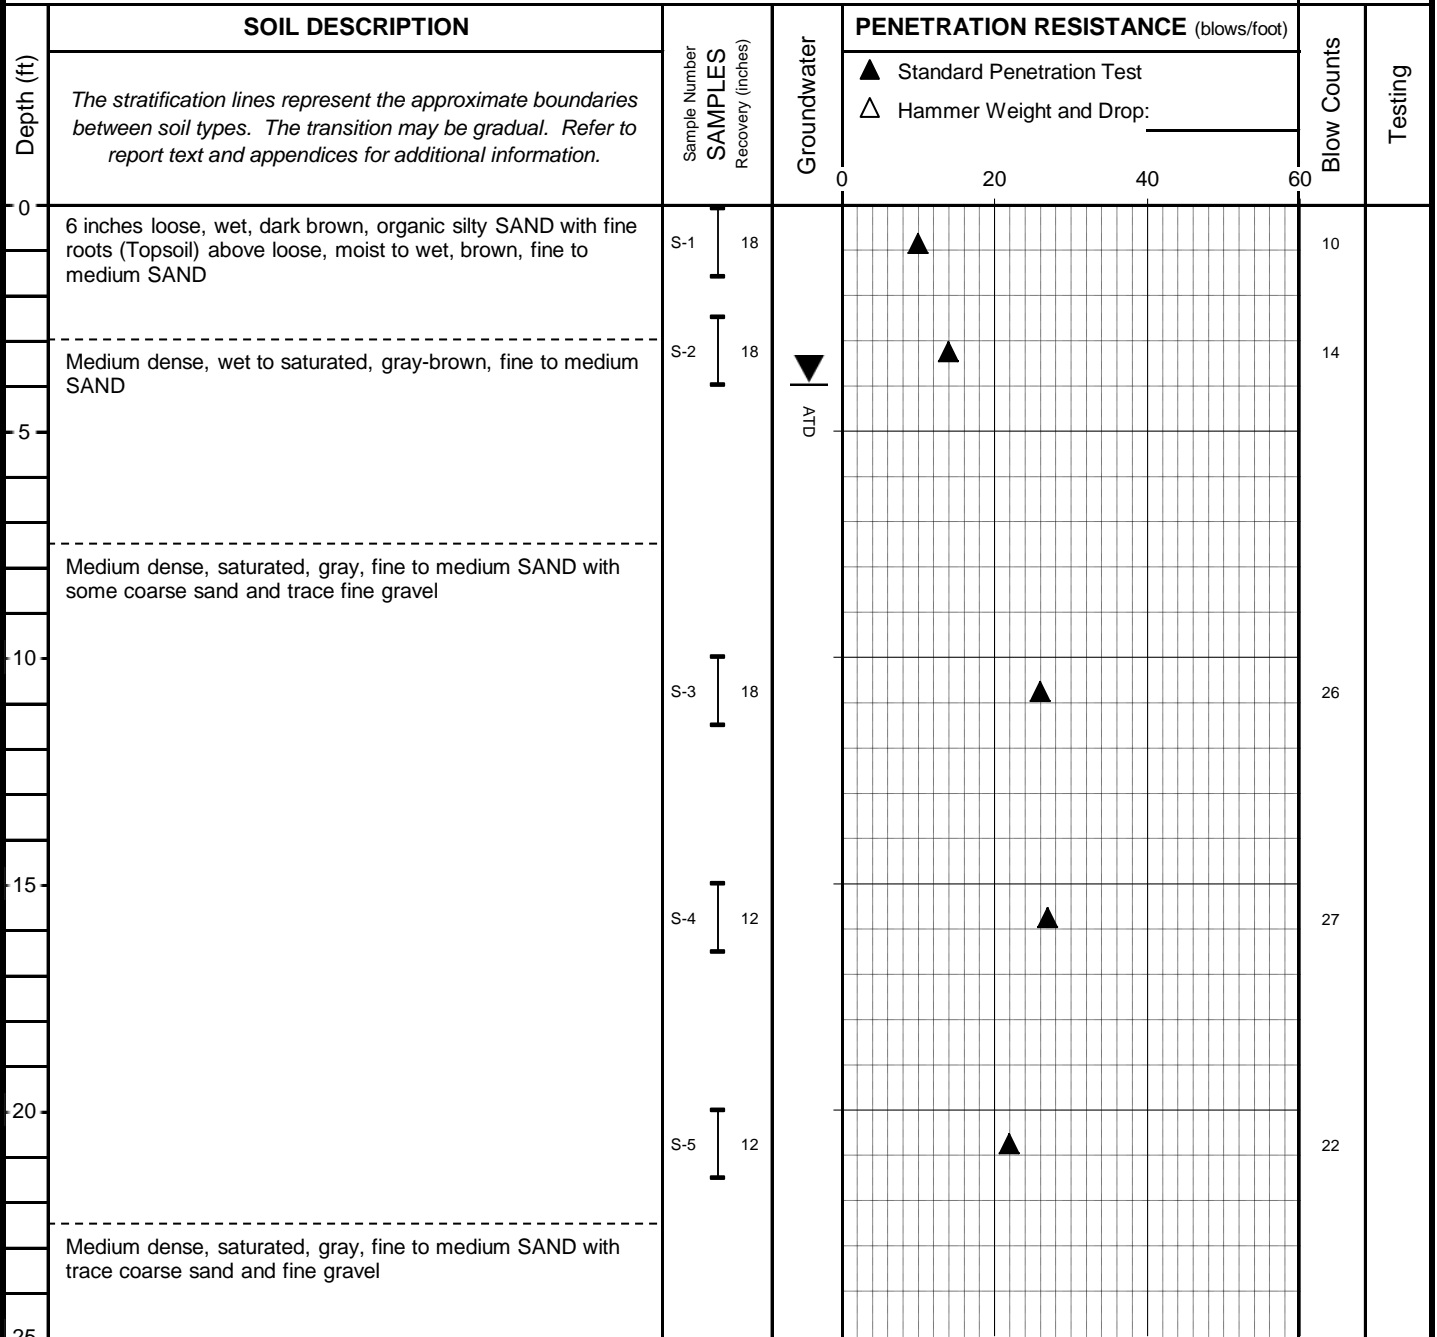 SOIL DESCRIPTION
PENETRATION RESISTANCE (blows/foot)
Depth (ft)
The stratification lines represent the approximate boundaries
between soil types. The transition may be gradual. Refer to
report text and appendices for additional information.
Sample Number
SAMPLES
Recovery (inches)
Groundwater
▲ Standard Penetration Test
△ Hammer Weight and Drop:
Blow Counts
Testing
0 20 40 60
0
6 inches loose, wet, dark brown, organic silty SAND with fine
roots (Topsoil) above loose, moist to wet, brown, fine to
medium SAND
S-1 18 10
Medium dense, wet to saturated, gray-brown, fine to medium
SAND
S-2 18 14
ATD
5
Medium dense, saturated, gray, fine to medium SAND with
some coarse sand and trace fine gravel
10
S-3 18 26
15
S-4 12 27
20
S-5 12 22
Medium dense, saturated, gray, fine to medium SAND with
trace coarse sand and fine gravel
25